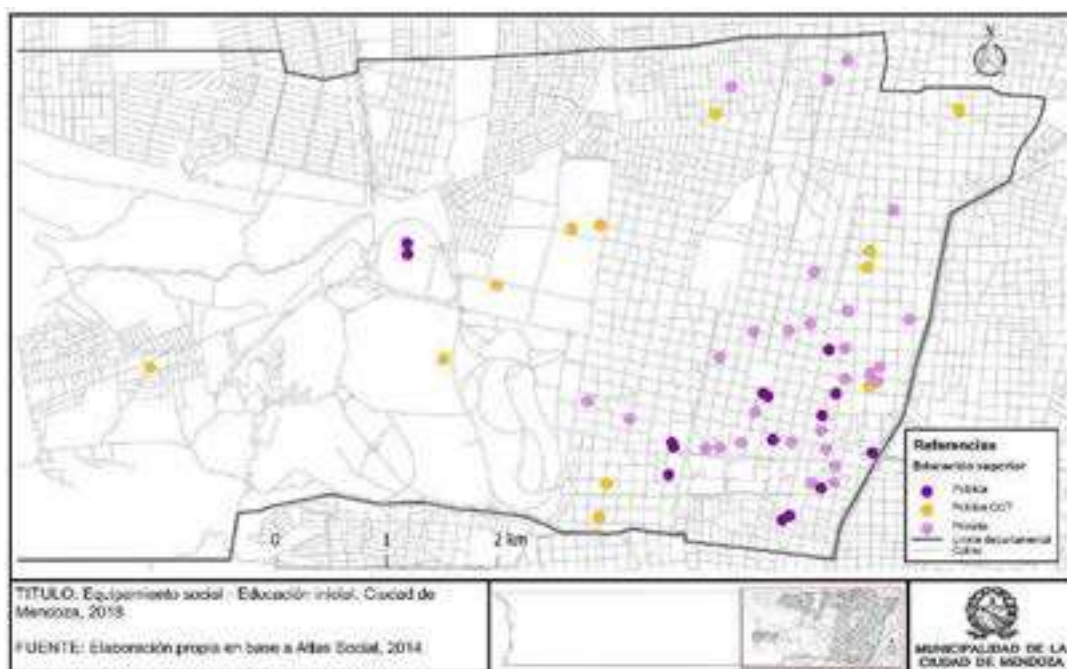 N
Referencias
Educación superior
Pública
Pública CCT
Privada
Límite departamental
Calles
0 1 2 km
TITULO: Equipamiento social - Educación inicial. Ciudad de
Mendoza, 2018
FUENTE: Elaboración propia en base a Atlas Social, 2014
MUNICIPALIDAD DE LA
CIUDAD DE MENDOZA